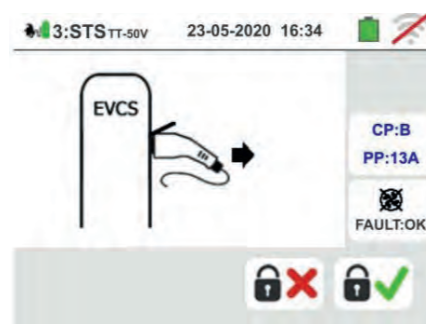 3:STS TT-50V 23-05-2020 16:34
EVCS
CP:B
PP:13A
FAULT:OK